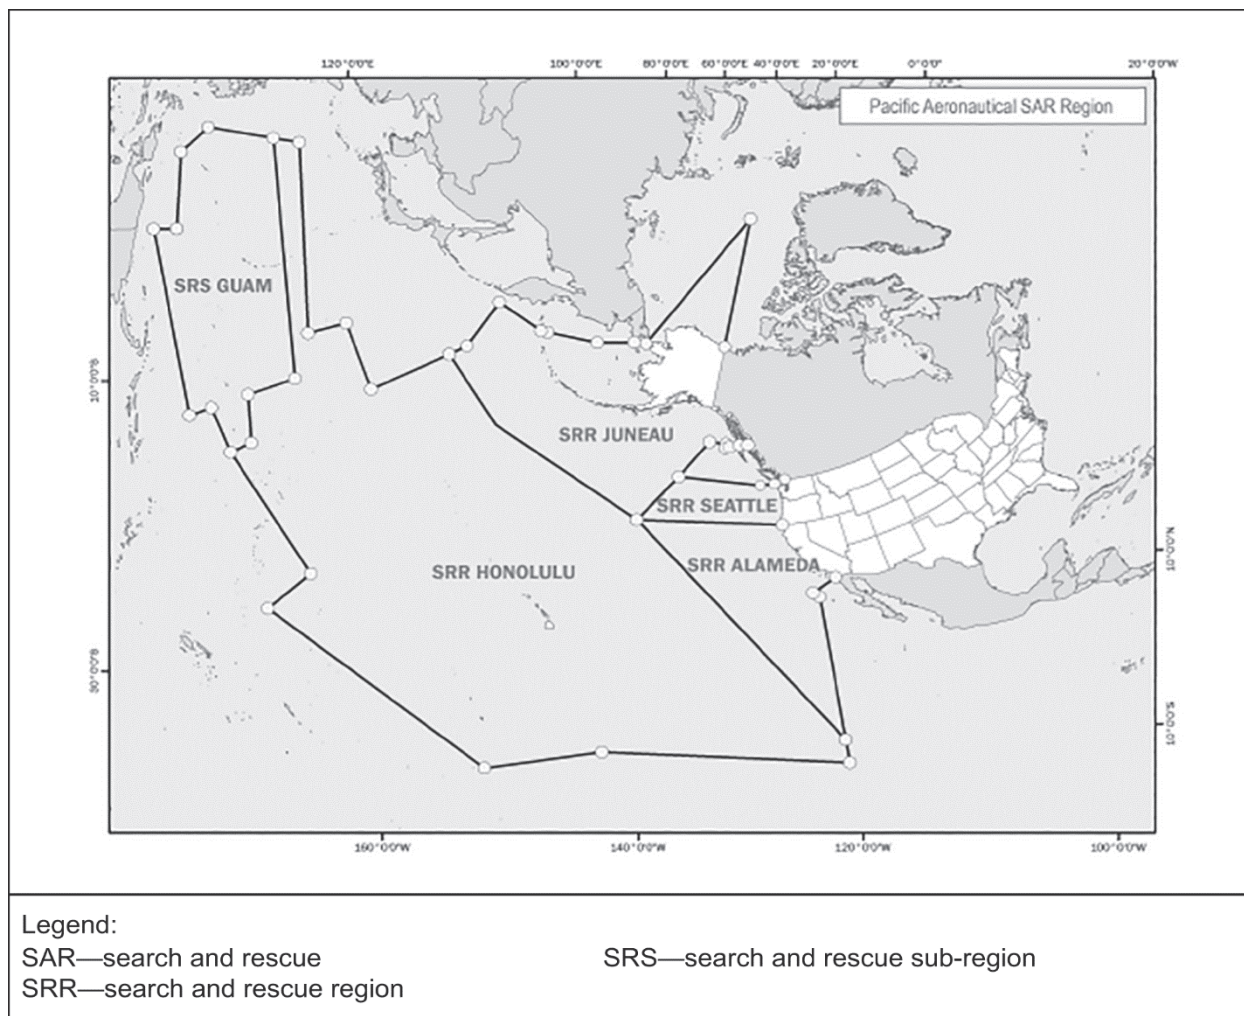 120°0'0"E 100°0'0"E 80°0'0"E 60°0'0"E 40°0'0"E 20°0'0"E 0°0'0" 20°0'0"W
Pacific Aeronautical SAR Region
SRS GUAM
10°0'0"S
SRR JUNEAU
SRR SEATTLE
10°0'0"N
SRR ALAMEDA
SRR HONOLULU
30°0'0"S
10°0'0"S
160°0'0"W 140°0'0"W 120°0'0"W 100°0'0"W
Legend:
SAR—search and rescue SRS—search and rescue sub-region
SRR—search and rescue region